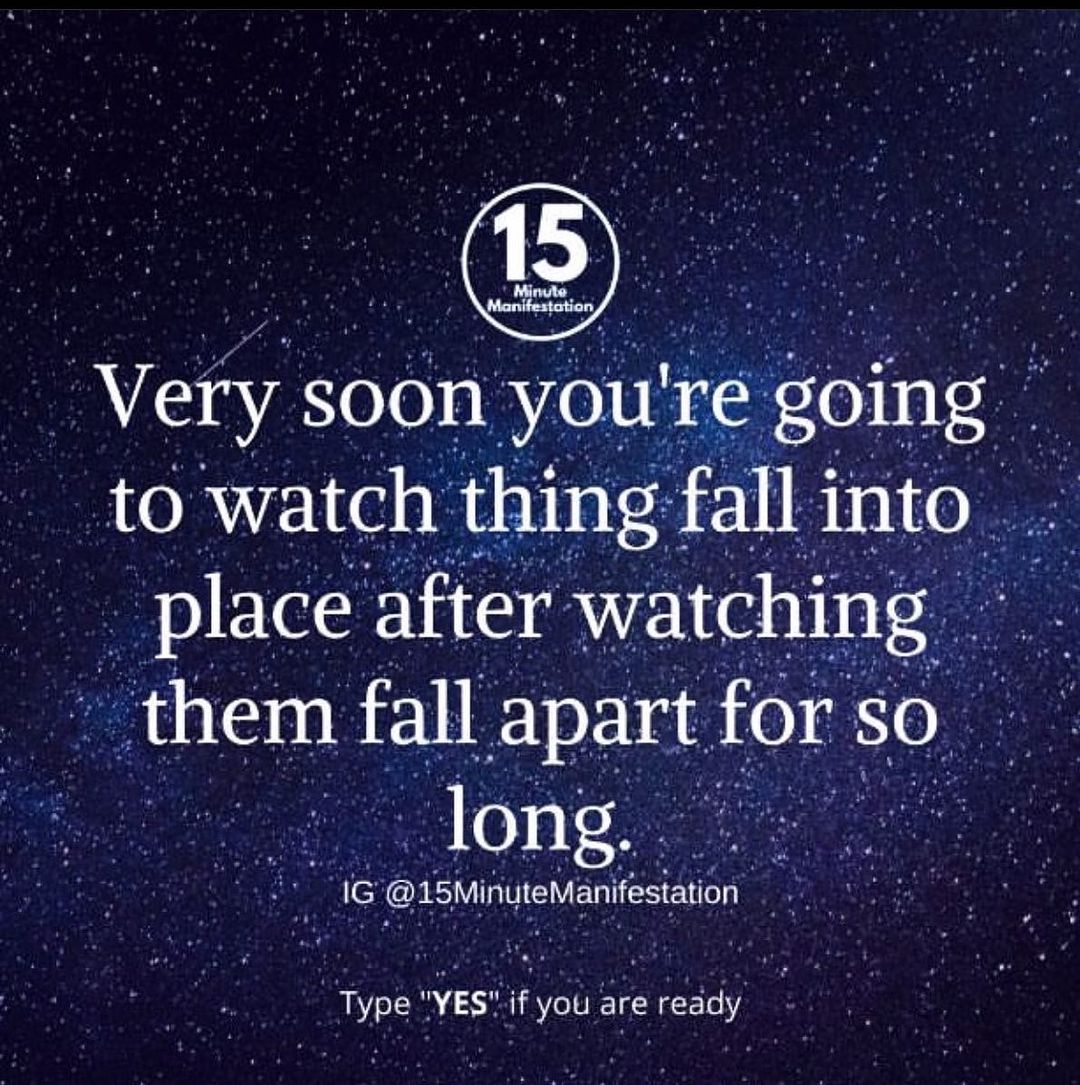 15
Minute
Manifestation
Very soon you're going
to watch thing fall into
place after watching
them fall apart for so
long.
IG @15MinuteManifestation
Type "YES" if you are ready